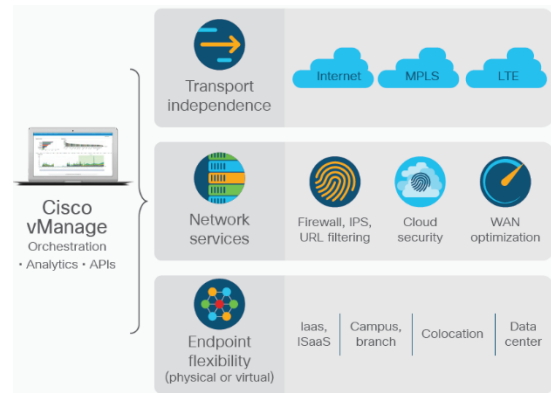 Cisco
vManage
Orchestration
• Analytics • APIs
Transport
independence
Internet
MPLS
LTE
Network
services
Firewall, IPS,
URL filtering
Cloud
security
WAN
optimization
Endpoint
flexibility
(physical or virtual)
Iaas,
ISaaS
Campus,
branch
Colocation
Data
center